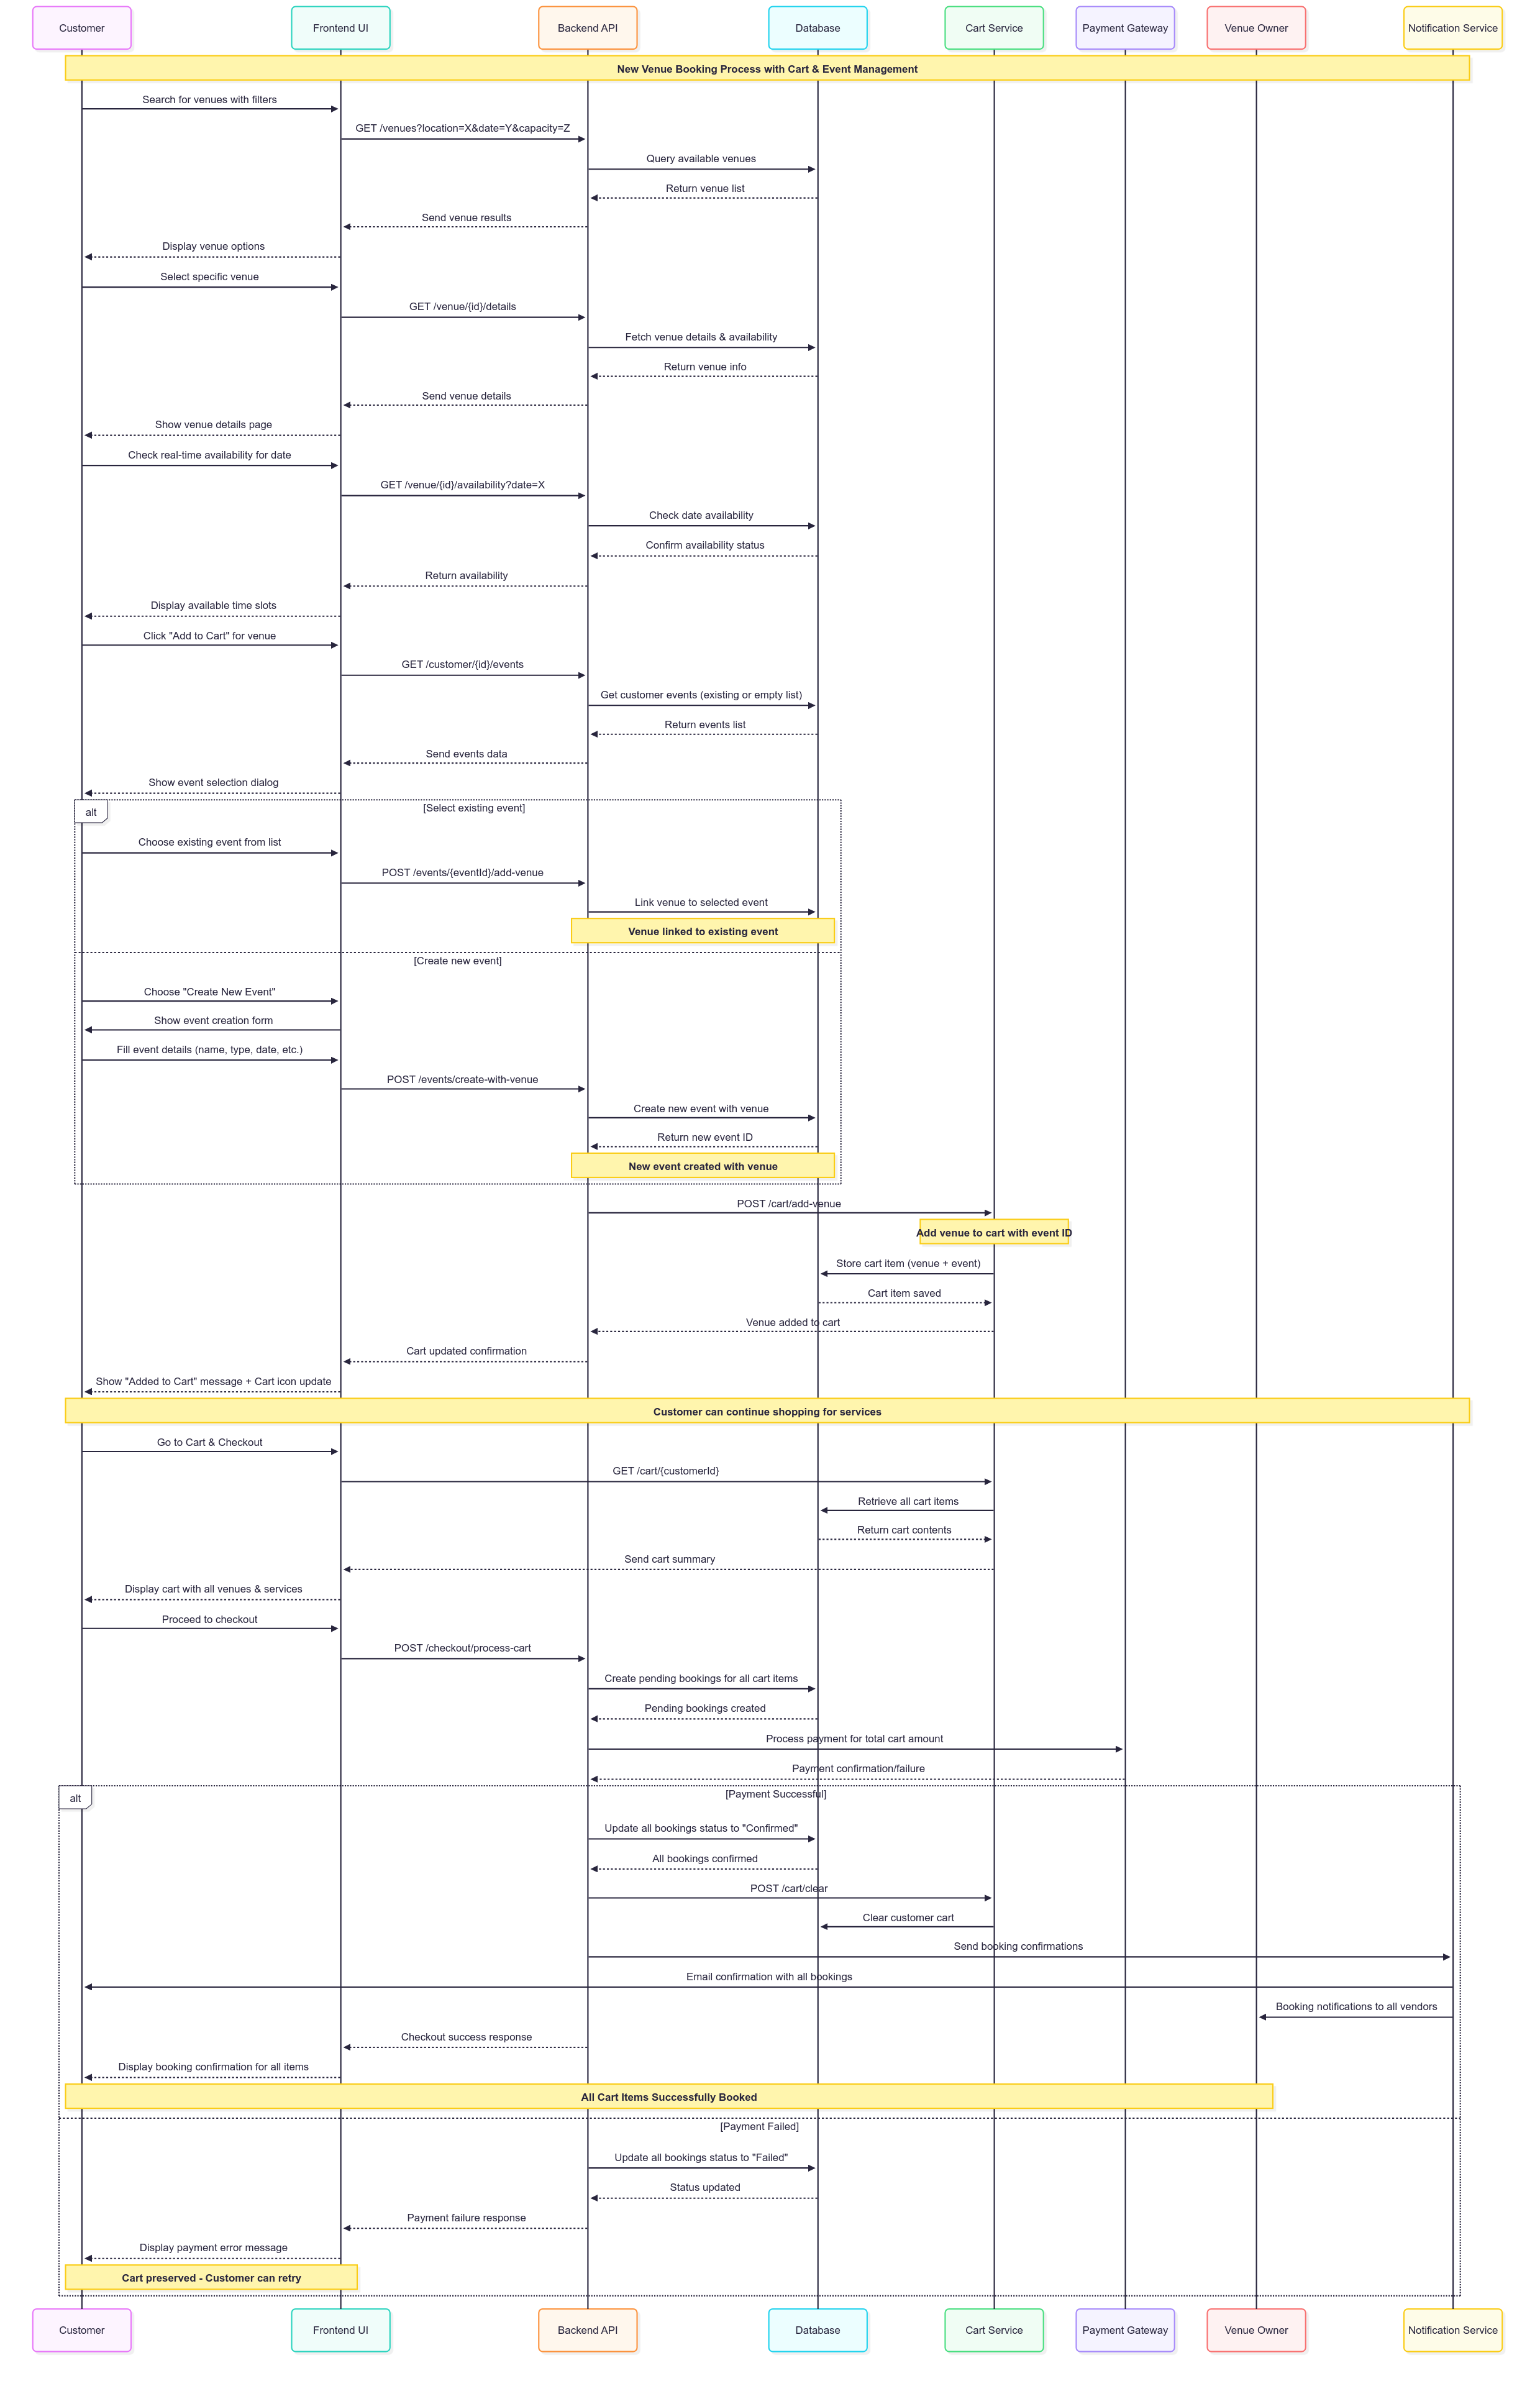 Customer
Frontend UI
Backend API
Database
Cart Service
Payment Gateway
Venue Owner
Notification Service
New Venue Booking Process with Cart & Event Management
Search for venues with filters
GET /venues?location=X&date=Y&capacity=Z
Query available venues
Return venue list
Send venue results
Display venue options
Select specific venue
GET /venue/{id}/details
Fetch venue details & availability
Return venue info
Send venue details
Show venue details page
Check real-time availability for date
GET /venue/{id}/availability?date=X
Check date availability
Confirm availability status
Return availability
Display available time slots
Click "Add to Cart" for venue
GET /customer/{id}/events
Get customer events (existing or empty list)
Return events list
Send events data
Show event selection dialog
alt
[Select existing event]
Choose existing event from list
POST /events/{eventId}/add-venue
Link venue to selected event
Venue linked to existing event
[Create new event]
Choose "Create New Event"
Show event creation form
Fill event details (name, type, date, etc.)
POST /events/create-with-venue
Create new event with venue
Return new event ID
New event created with venue
POST /cart/add-venue
Add venue to cart with event ID
Store cart item (venue + event)
Cart item saved
Venue added to cart
Cart updated confirmation
Show "Added to Cart" message + Cart icon update
Customer can continue shopping for services
Go to Cart & Checkout
GET /cart/{customerId}
Retrieve all cart items
Return cart contents
Send cart summary
Display cart with all venues & services
Proceed to checkout
POST /checkout/process-cart
Create pending bookings for all cart items
Pending bookings created
Process payment for total cart amount
Payment confirmation/failure
alt
[Payment Successful]
Update all bookings status to "Confirmed"
All bookings confirmed
POST /cart/clear
Clear customer cart
Send booking confirmations
Email confirmation with all bookings
Booking notifications to all vendors
Checkout success response
Display booking confirmation for all items
All Cart Items Successfully Booked
[Payment Failed]
Update all bookings status to "Failed"
Status updated
Payment failure response
Display payment error message
Cart preserved - Customer can retry
Customer
Frontend UI
Backend API
Database
Cart Service
Payment Gateway
Venue Owner
Notification Service